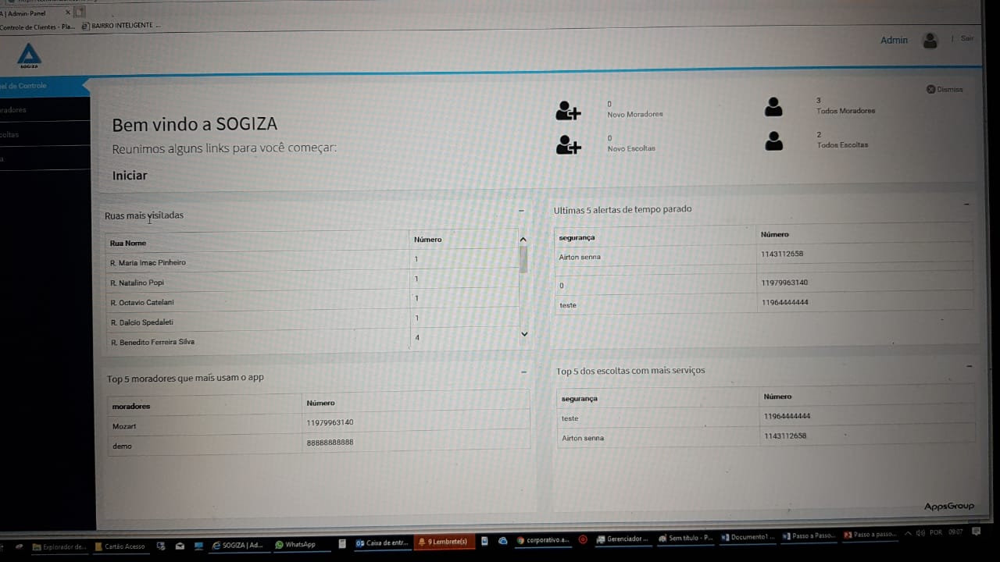 A | Admin-Panel
Controle de Clientes - Pla... BAIRRO INTELIGENTE ...
SOGIZA
Admin | Sair
el de Controle
radores
coltas
a
Dismiss
Bem vindo a SOGIZA
Reunimos alguns links para você começar:
Iniciar
0
Novo Moradores
3
Todos Moradores
0
Novo Escoltas
2
Todos Escoltas
Ruas mais visitadas
Rua Nome Número
R. Maria Imac Pinheiro 1
R. Natalino Popi 1
R. Octavio Catelani 1
R. Dalcio Spedaleti 1
R. Benedito Ferreira Silva 4
Ultimas 5 alertas de tempo parado
segurança Número
Airton senna 1143112658
0 11979963140
teste 11964444444
Top 5 moradores que mais usam o app
moradores Número
Mozart 11979963140
demo 88888888888
Top 5 dos escoltas com mais serviços
segurança Número
teste 11964444444
Airton senna 1143112658
AppsGroup
Explorador de... Cartão Acesso SOGIZA | Ad... WhatsApp Caixa de entr... 9 Lembrete(s) corporativo.a... Gerenciador ... Sem título - P... Documento1 ... Passo a Passo... Passo a passo... POR 09:07